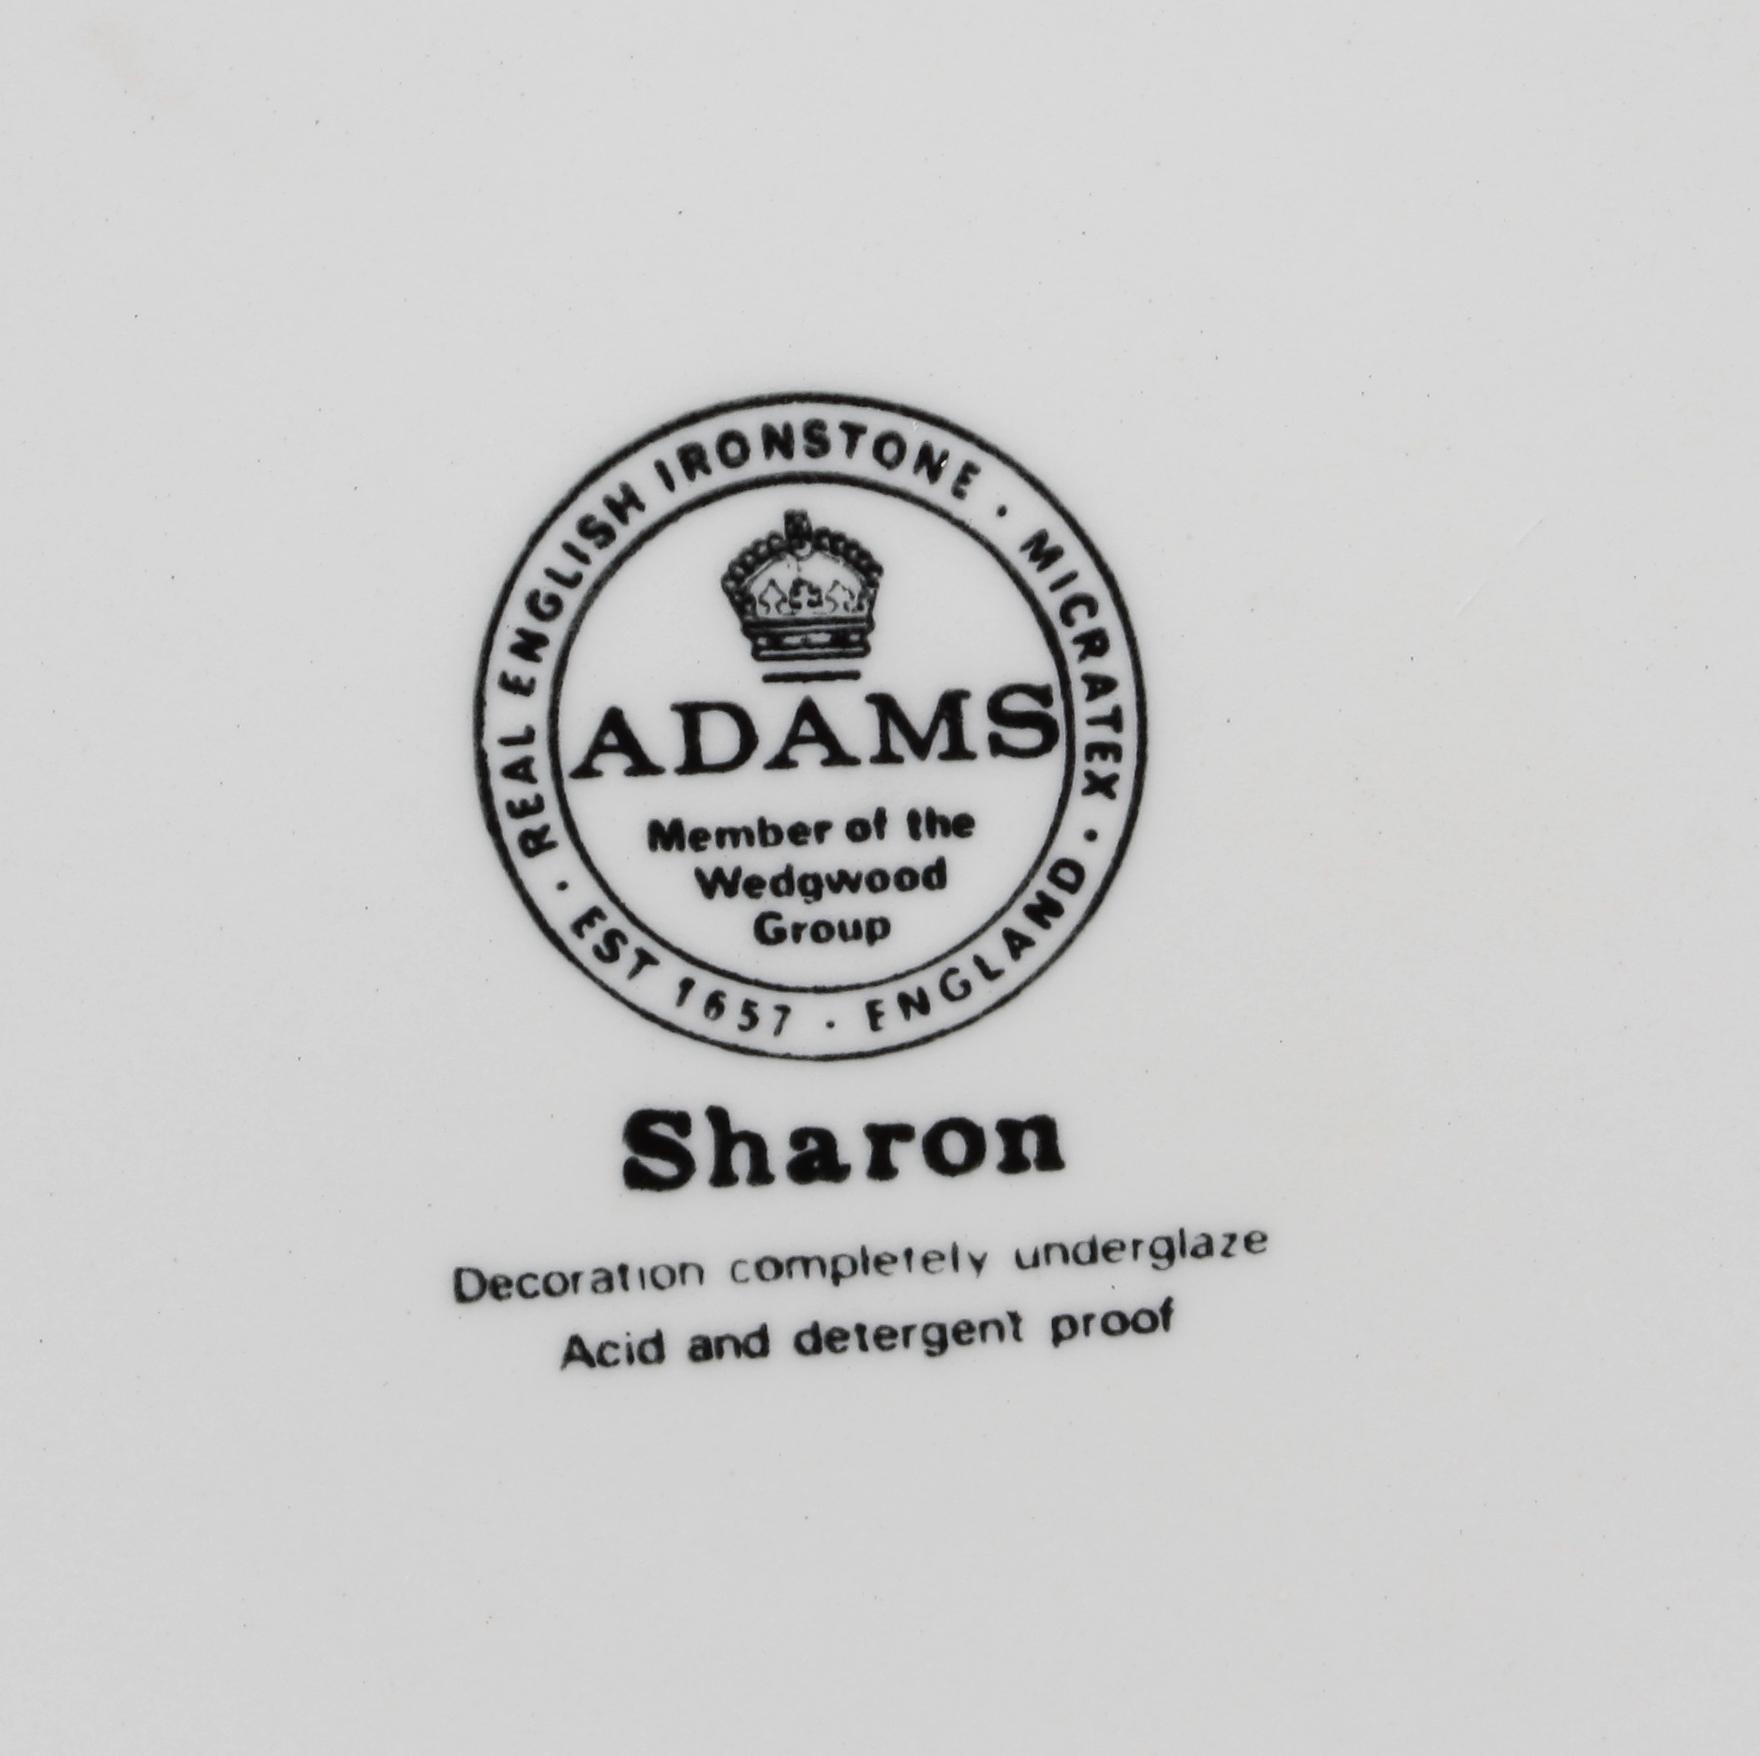 REAL ENGLISH IRONSTONE · MICRATEX · ENGLAND · EST 1657 ·
ADAMS
Member of the
Wedgwood
Group
Sharon
Decoration completely underglaze
Acid and detergent proof